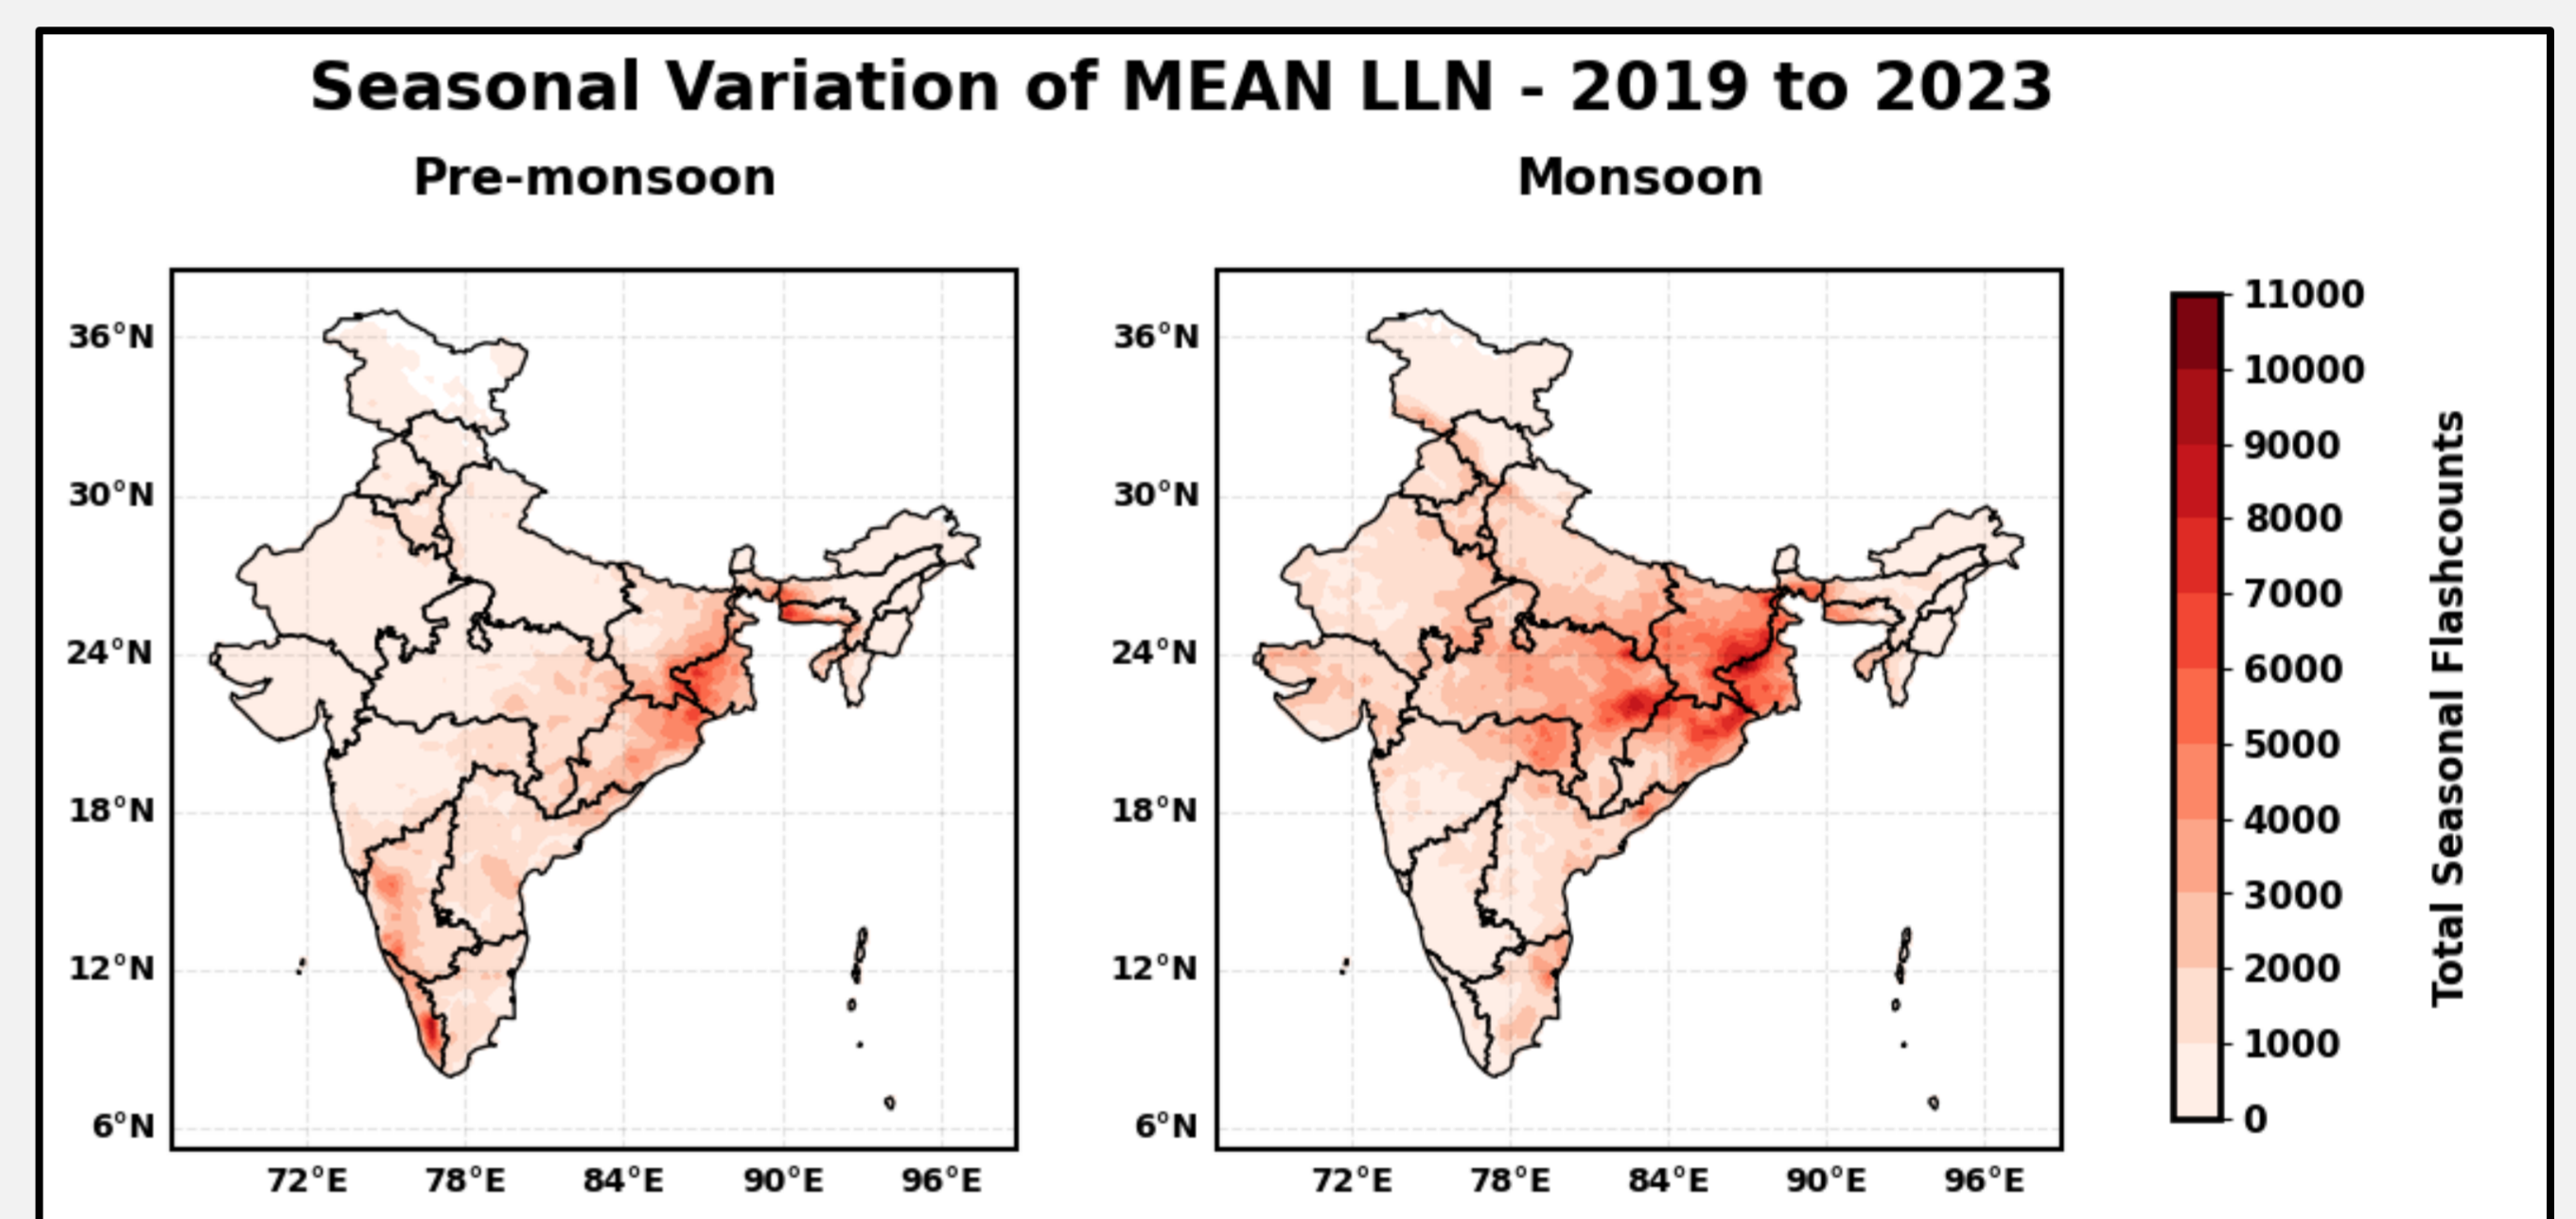 Seasonal Variation of MEAN LLN - 2019 to 2023
Pre-monsoon
36°N
30°N
24°N
18°N
12°N
6°N
72°E 78°E 84°E 90°E 96°E
Monsoon
36°N
30°N
24°N
18°N
12°N
6°N
72°E 78°E 84°E 90°E 96°E
11000
10000
9000
8000
7000
6000
5000
4000
3000
2000
1000
0
Total Seasonal Flashcounts